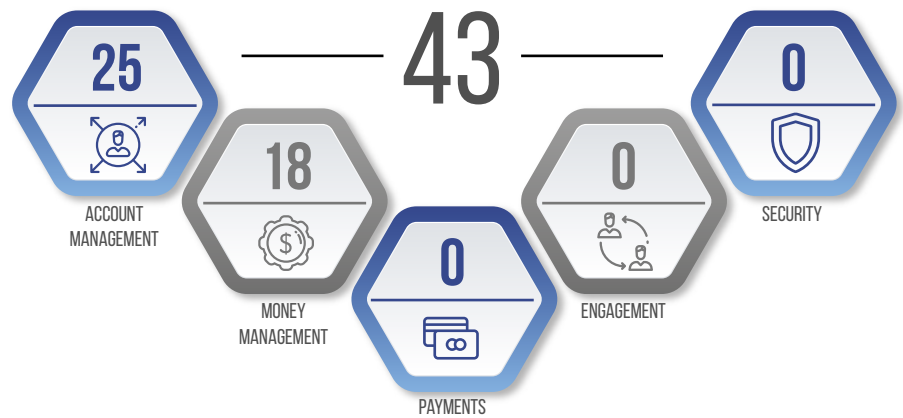 43
25
ACCOUNT
MANAGEMENT
18
$
MONEY
MANAGEMENT
0
PAYMENTS
0
ENGAGEMENT
0
SECURITY